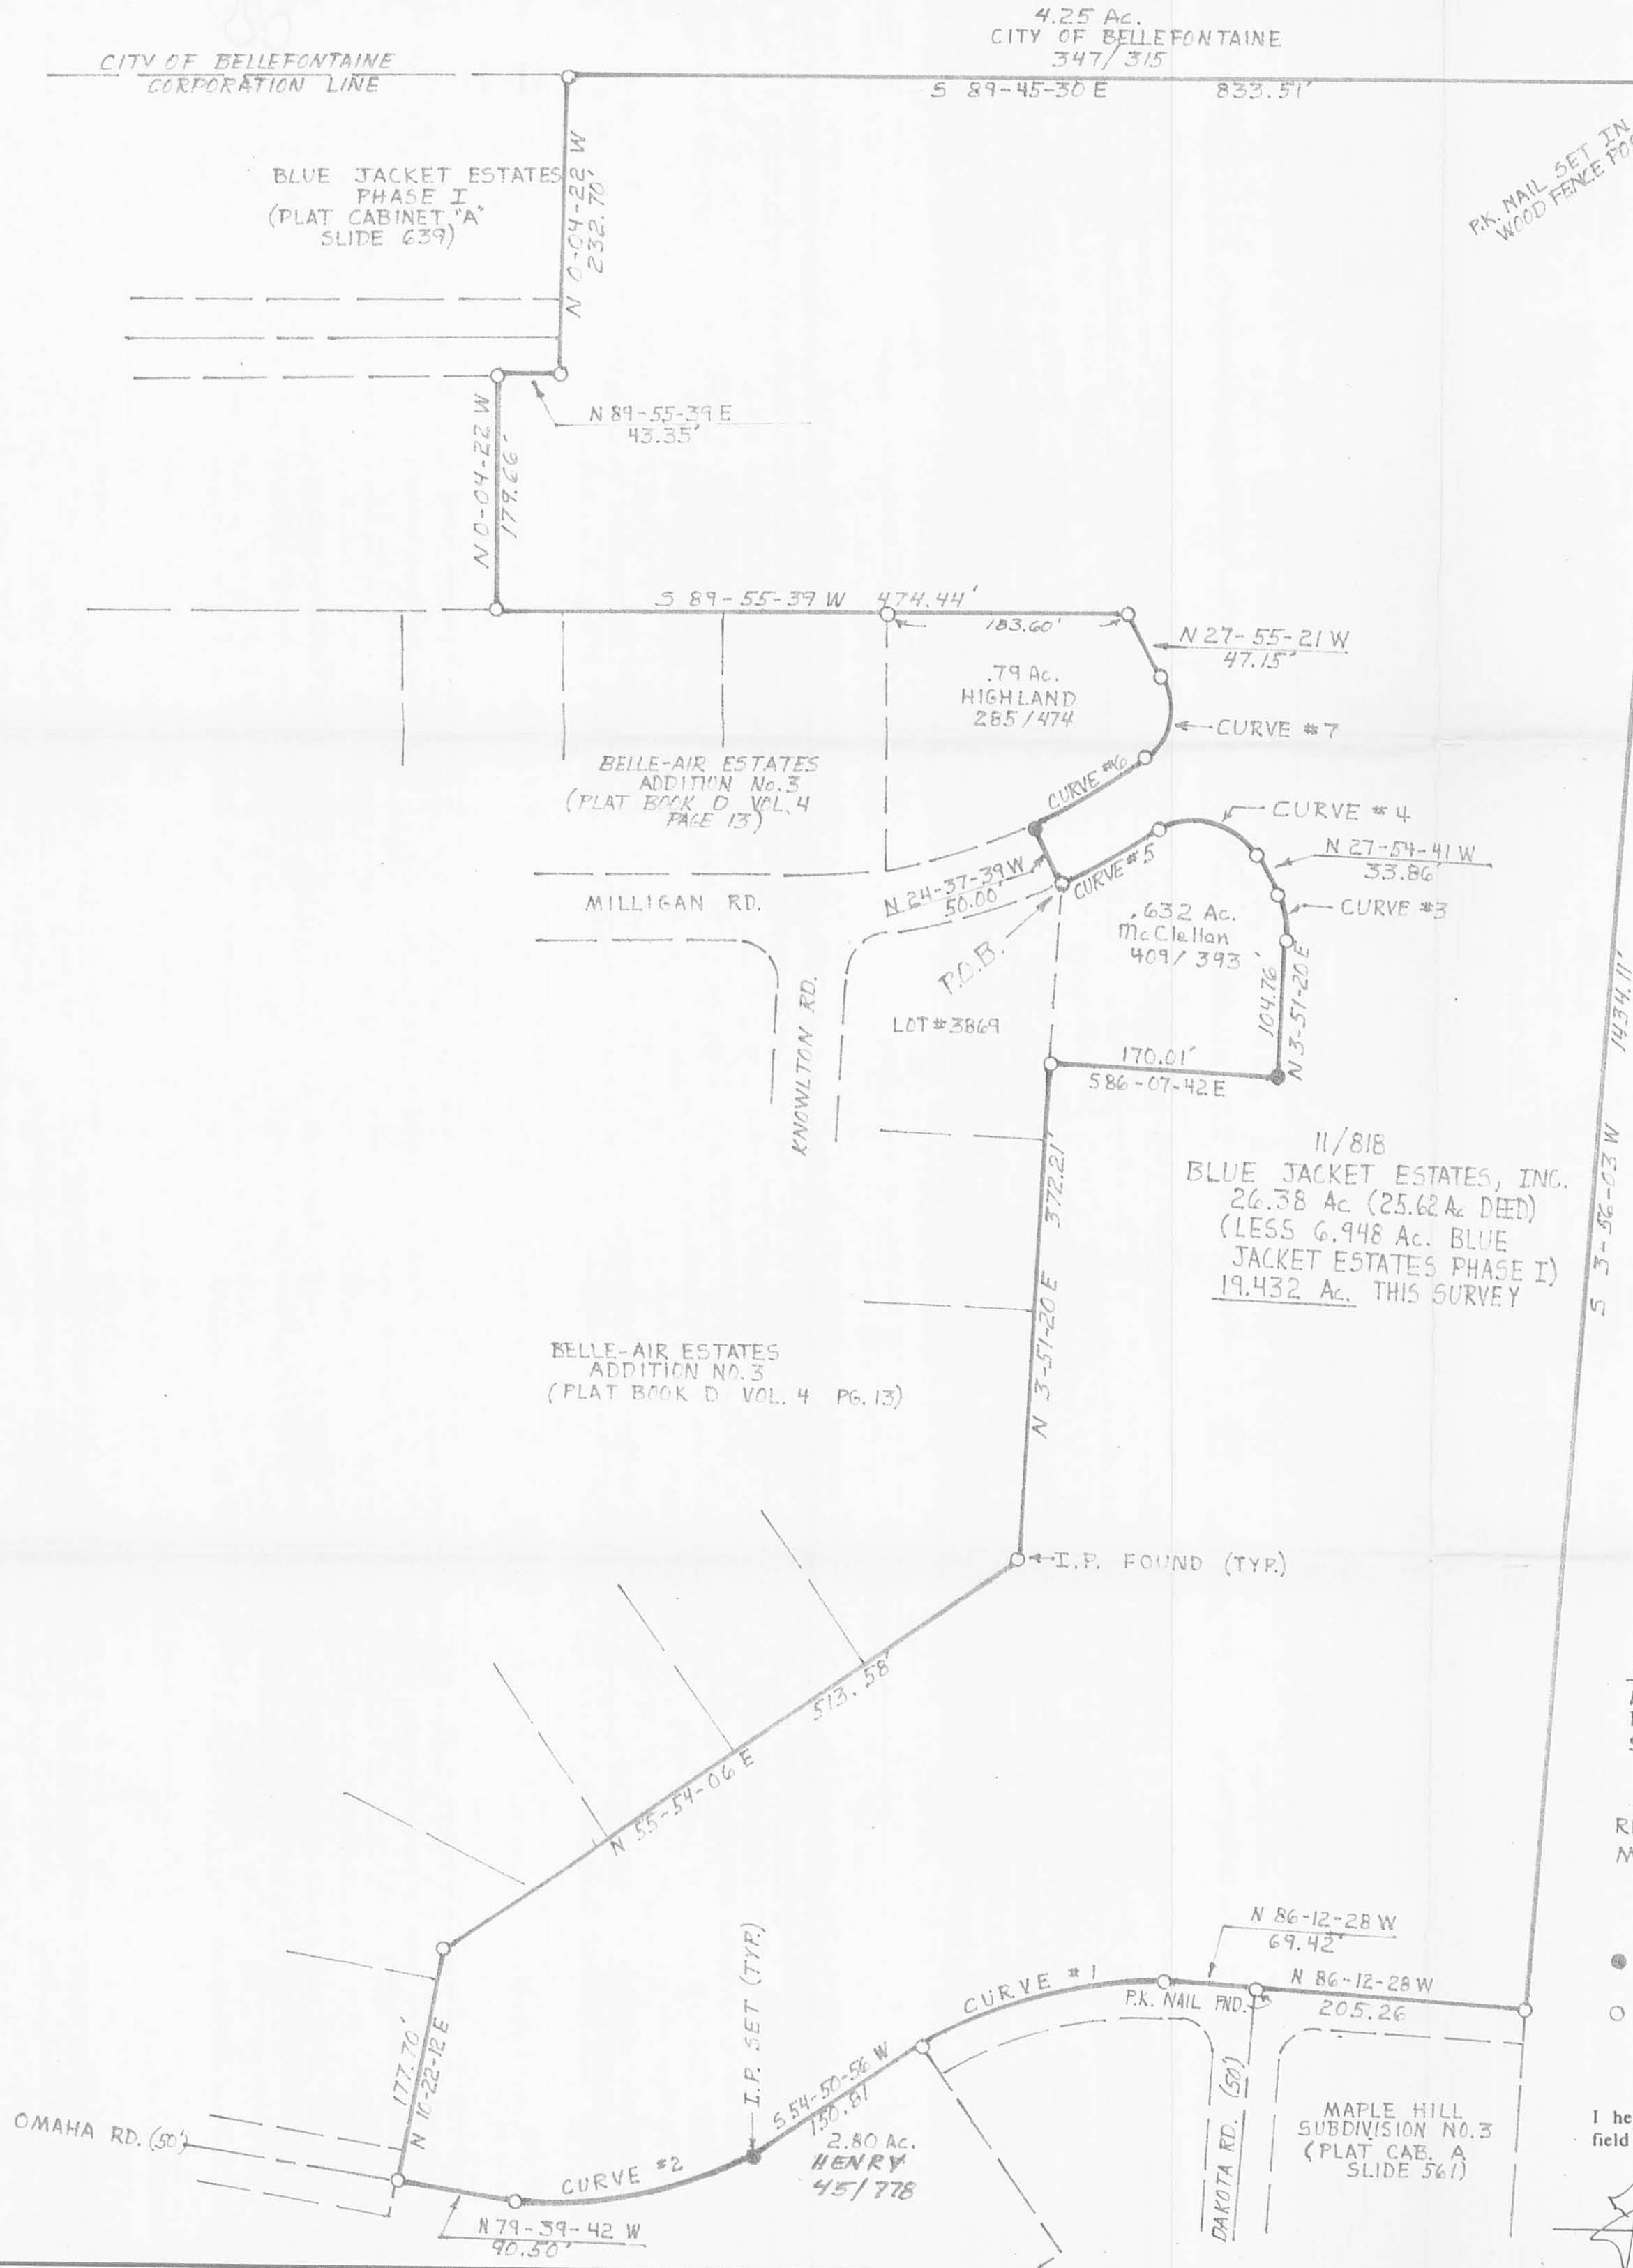 4.25 AC.
CITY OF BELLEFONTAINE
347/315
CITY OF BELLEFONTAINE
CORPORATION LINE
S 89-45-30 E 833.51'
P.K. NAIL SET IN
WOOD FENCE
BLUE JACKET ESTATES
PHASE I
(PLAT CABINET "A"
SLIDE 639)
N 0-04-22 W
232.70'
N 89-55-39 E
43.35'
N 0-04-22 W
179.66'
S 89-55-39 W 474.44'
183.60'
N 27-55-21 W
47.15'
.79 Ac.
HIGHLAND
285/474
CURVE #7
BELLE-AIR ESTATES
ADDITION No. 3
(PLAT BOOK D VOL. 4
PAGE 13)
CURVE #6
CURVE #4
N 27-54-41 W
33.86'
CURVE #5
N 24-37-39 W
50.00'
MILLIGAN RD.
CURVE #3
.632 Ac.
McClellan
409/393
P.O.B.
104.76'
N 3-51-20 E
KNOWLTON RD.
LOT #3869
170.01'
S86-07-42 E
S 3-56-03 W 1434.11'
11/818
BLUE JACKET ESTATES, INC.
26.38 Ac (25.62 Ac DEED)
(LESS 6.948 Ac. BLUE
JACKET ESTATES PHASE I)
19.432 Ac. THIS SURVEY
N 3-51-20 E 372.21'
BELLE-AIR ESTATES
ADDITION NO. 3
(PLAT BOOK D VOL. 4 PG. 13)
I.P. FOUND (TYP.)
N 55-54-06 E 513.58'
N 86-12-28 W
69.42'
CURVE #1
P.K. NAIL FND.
N 86-12-28 W
205.26
I.P. SET (TYP.)
177.70'
N 10-22-12 E
S 54-50-56 W
150.81
OMAHA RD. (50')
2.80 AC.
HENRY
45/778
CURVE #2
DAKOTA RD. (50')
MAPLE HILL
SUBDIVISION NO. 3
(PLAT CAB. A
SLIDE 561)
I he
field
N 79-39-42 W
90.50'